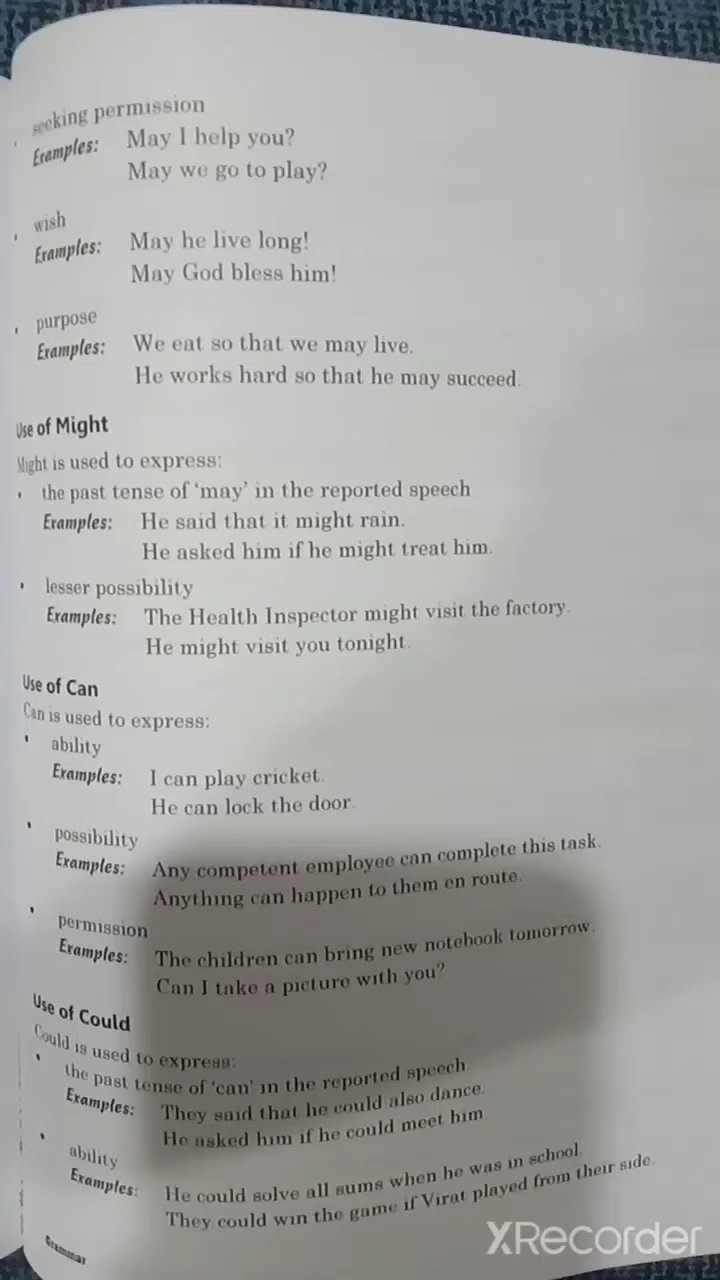 • seeking permission
Examples: May I help you?
May we go to play?
• wish
Examples: May he live long!
May God bless him!
• purpose
Examples: We eat so that we may live.
He works hard so that he may succeed.
Use of Might
Might is used to express:
• the past tense of ‘may’ in the reported speech
Examples: He said that it might rain.
He asked him if he might treat him.
• lesser possibility
Examples: The Health Inspector might visit the factory.
He might visit you tonight.
Use of Can
Can is used to express:
• ability
Examples: I can play cricket.
He can lock the door.
• possibility
Examples: Any competent employee can complete this task.
Anything can happen to them en route.
• permission
Examples: The children can bring new notebook tomorrow.
Can I take a picture with you?
Use of Could
Could is used to express:
• the past tense of ‘can’ in the reported speech
Examples: They said that he could also dance.
He asked him if he could meet him.
• ability
Examples: He could solve all sums when he was in school.
They could win the game if Virat played from their side.
Grammar
XRecorder